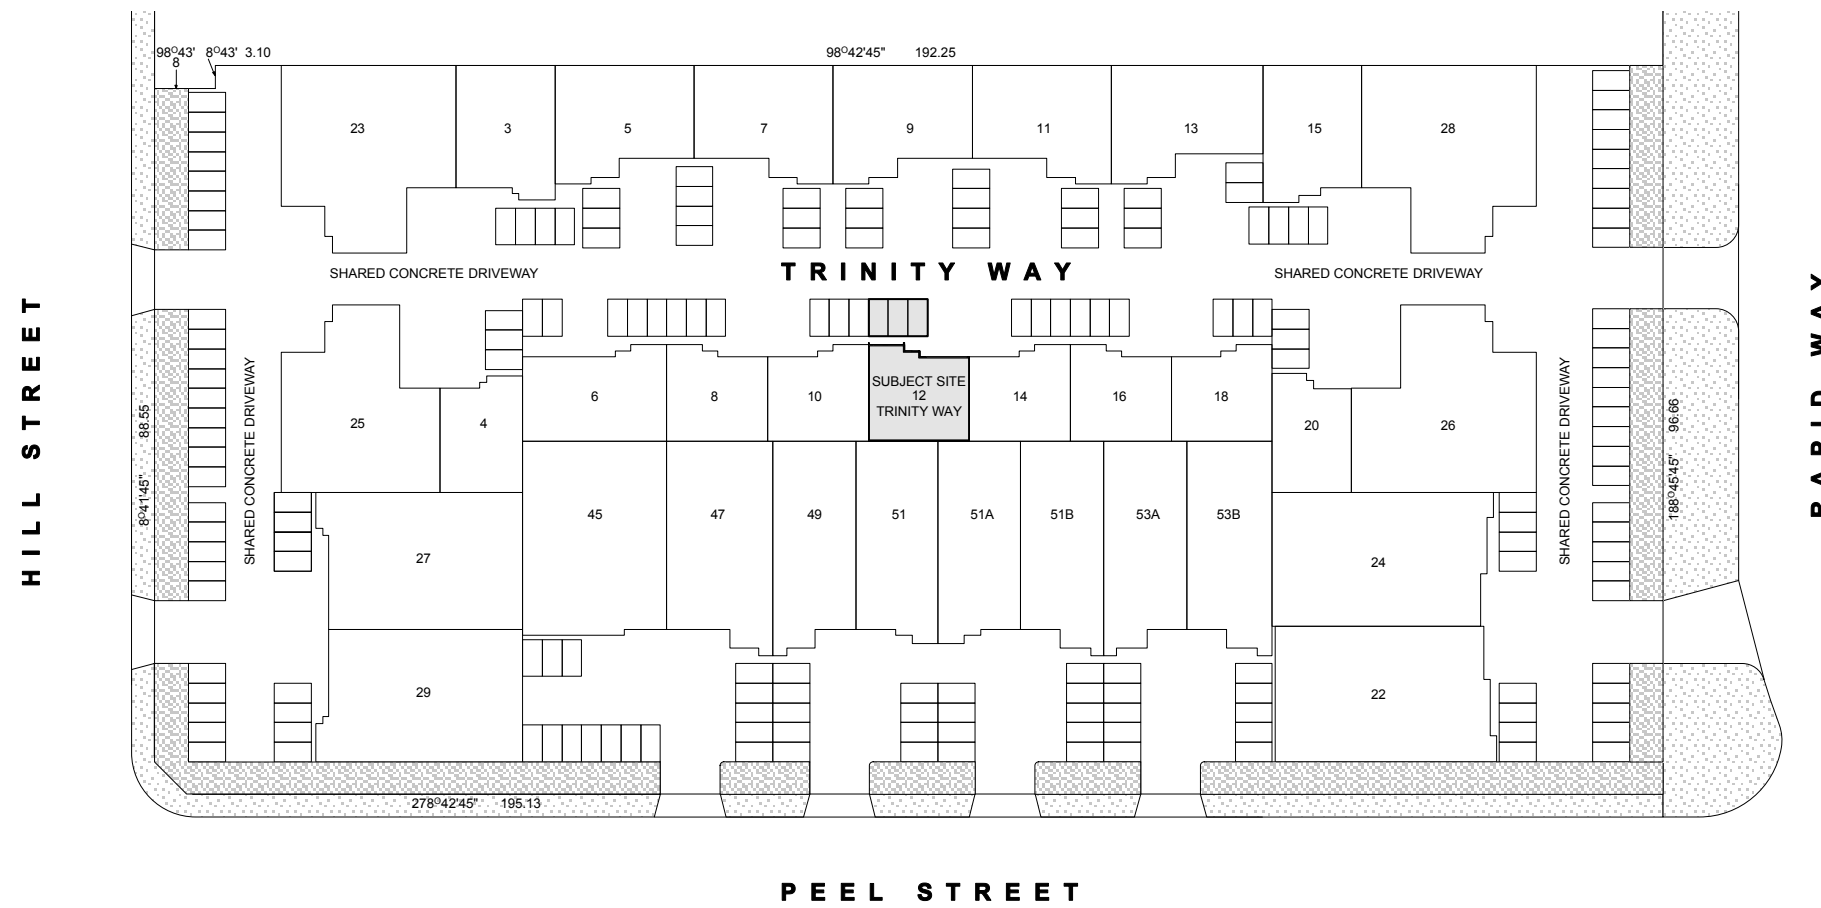 98°43' 8°43' 3.10
8
98°42'45" 192.25
23 3 5 7 9 11 13 15 28
SHARED CONCRETE DRIVEWAY
TRINITY WAY
SHARED CONCRETE DRIVEWAY
HILL STREET
8°41'45" 88.55
SHARED CONCRETE DRIVEWAY
25 4 6 8 10
SUBJECT SITE
12
TRINITY WAY
14 16 18 20 26
SHARED CONCRETE DRIVEWAY
188°45'45" 96.66
27 45 47 49 51 51A 51B 53A 53B 24
29 22
278°42'45" 195.13
PEEL STREET